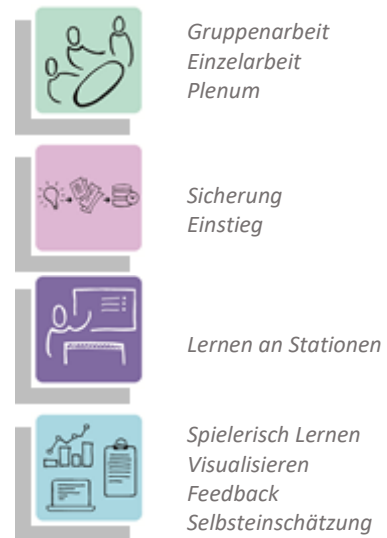 Gruppenarbeit
Einzelarbeit
Plenum
Sicherung
Einstieg
Lernen an Stationen
Spielerisch Lernen
Visualisieren
Feedback
Selbsteinschätzung